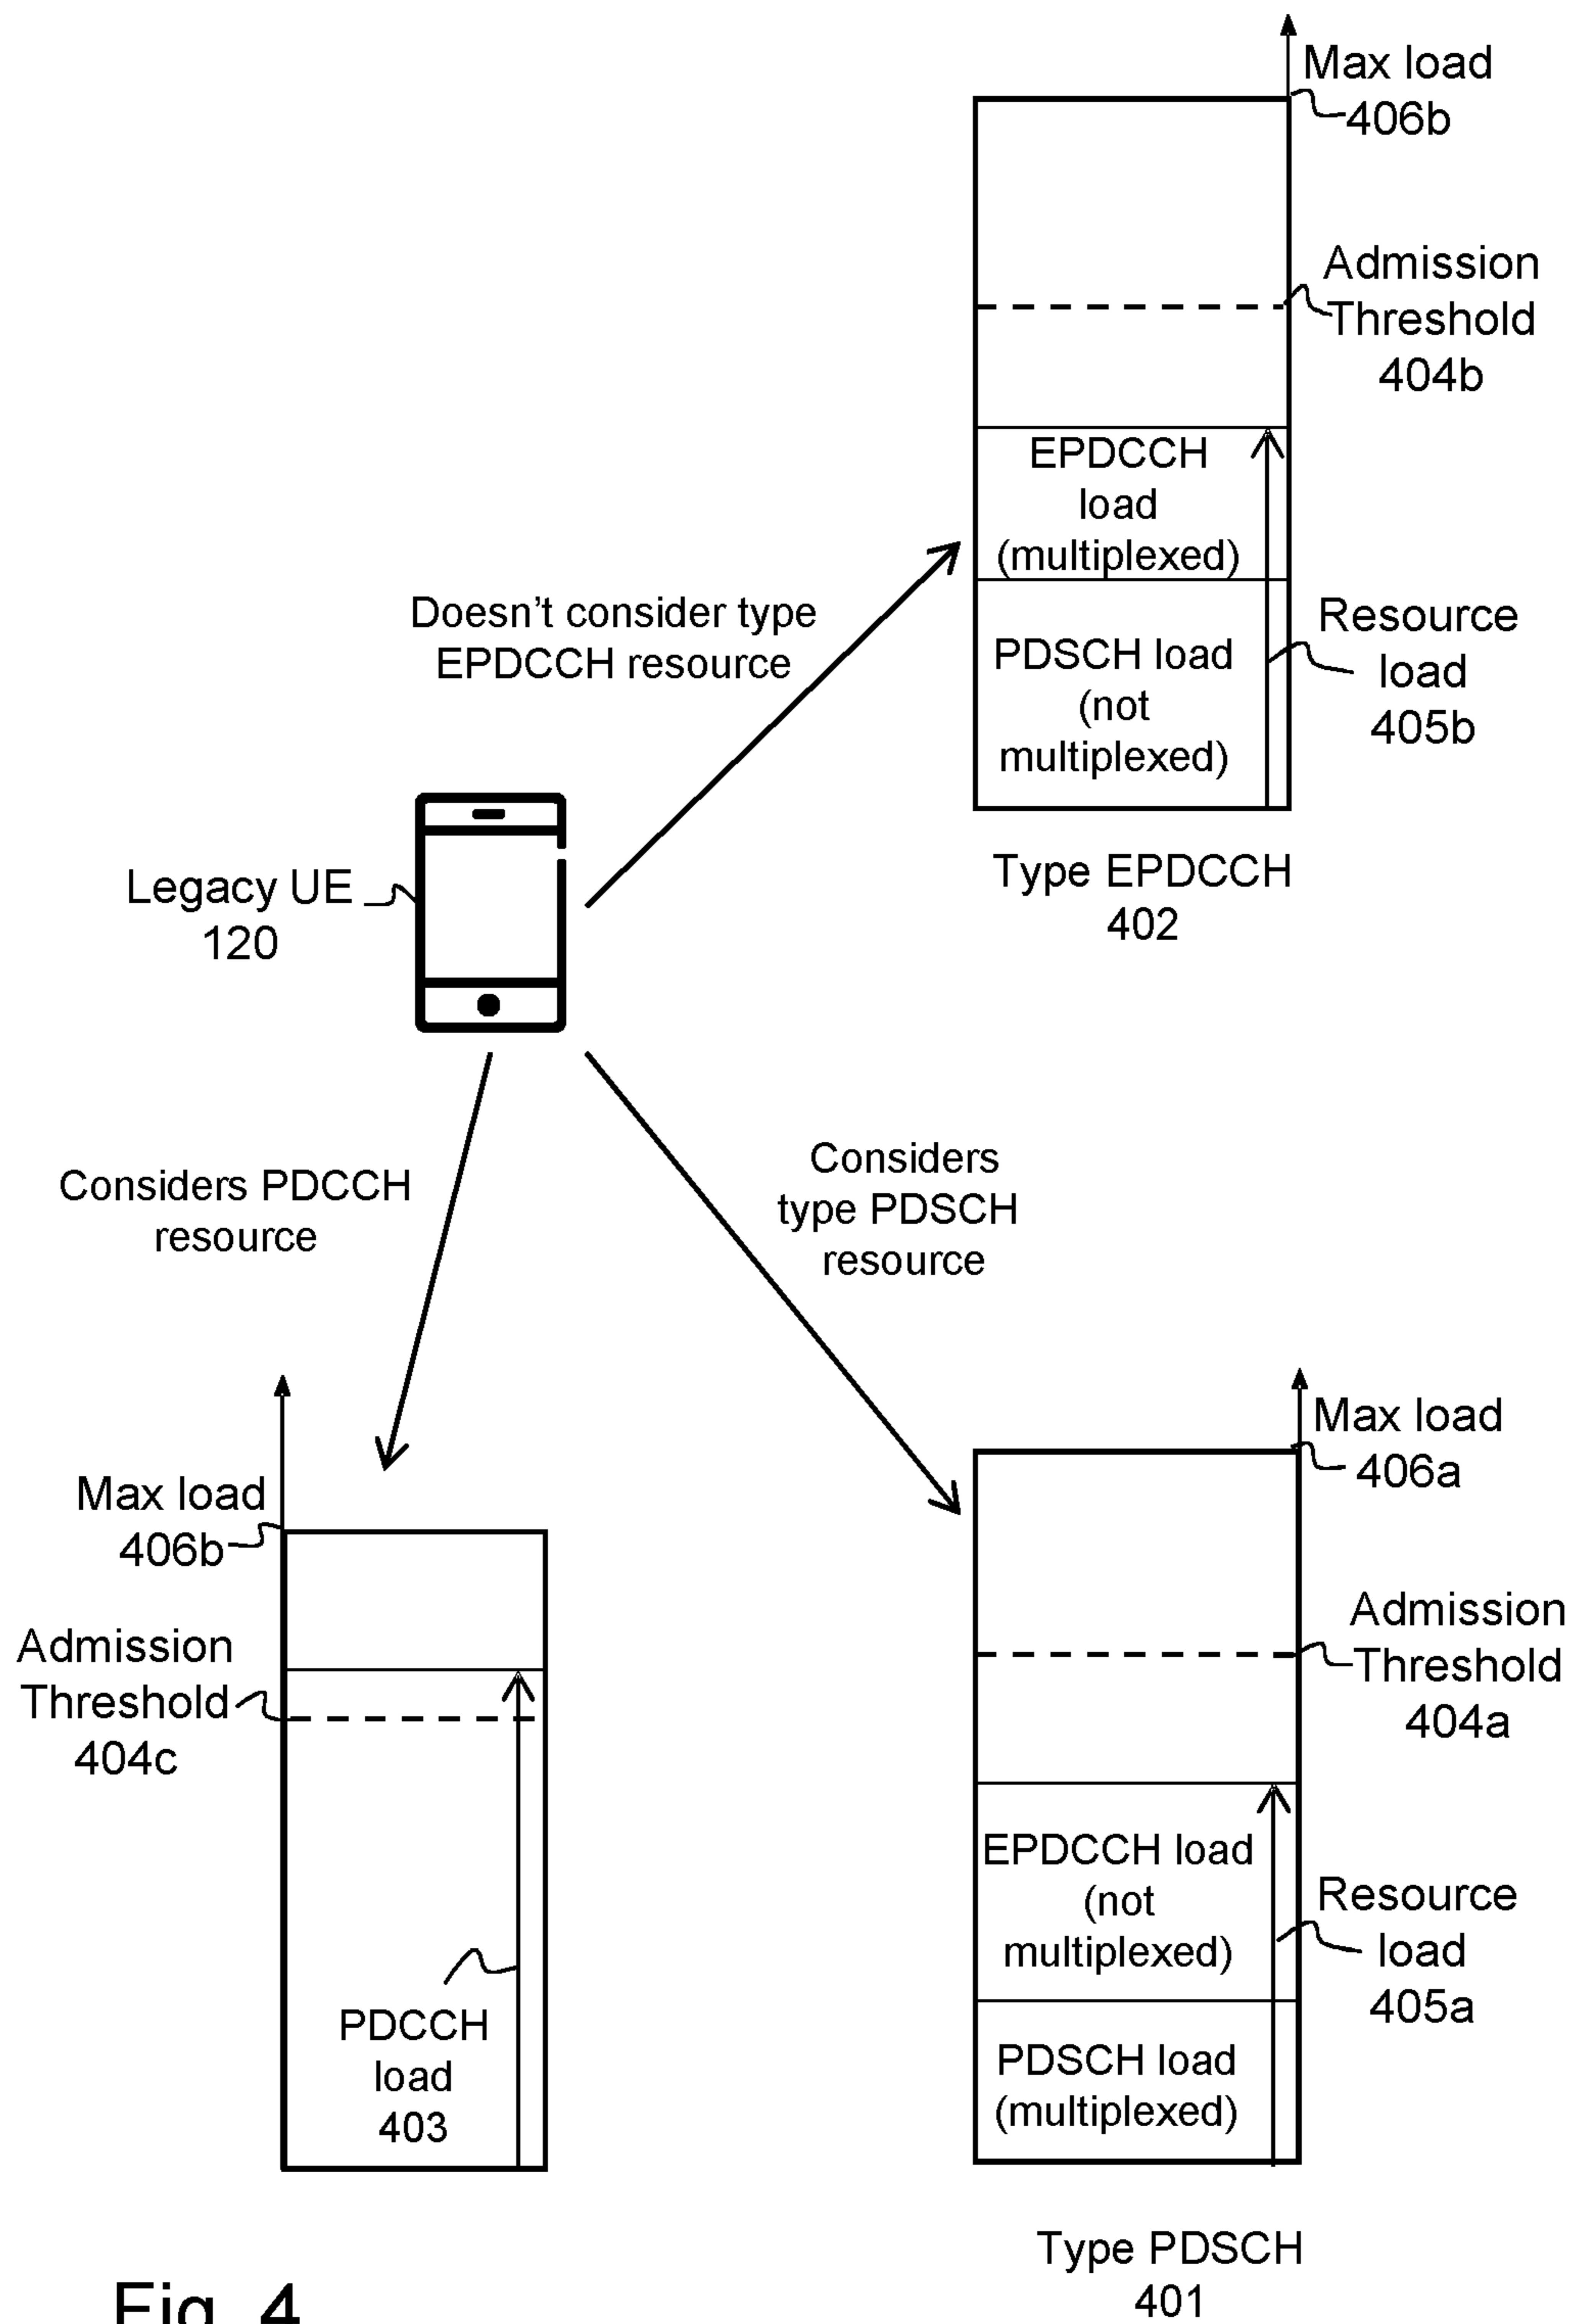 Max load
406b
Admission
Threshold
404b
EPDCCH
load
(multiplexed)
PDSCH load
(not
multiplexed)
Resource
load
405b
Type EPDCCH
402
Doesn't consider type
EPDCCH resource
Legacy UE
120
Considers PDCCH
resource
Considers
type PDSCH
resource
Max load
406b
Admission
Threshold
404c
PDCCH
load
403
Max load
406a
Admission
Threshold
404a
EPDCCH load
(not
multiplexed)
PDSCH load
(multiplexed)
Resource
load
405a
Type PDSCH
401
Fig. 4